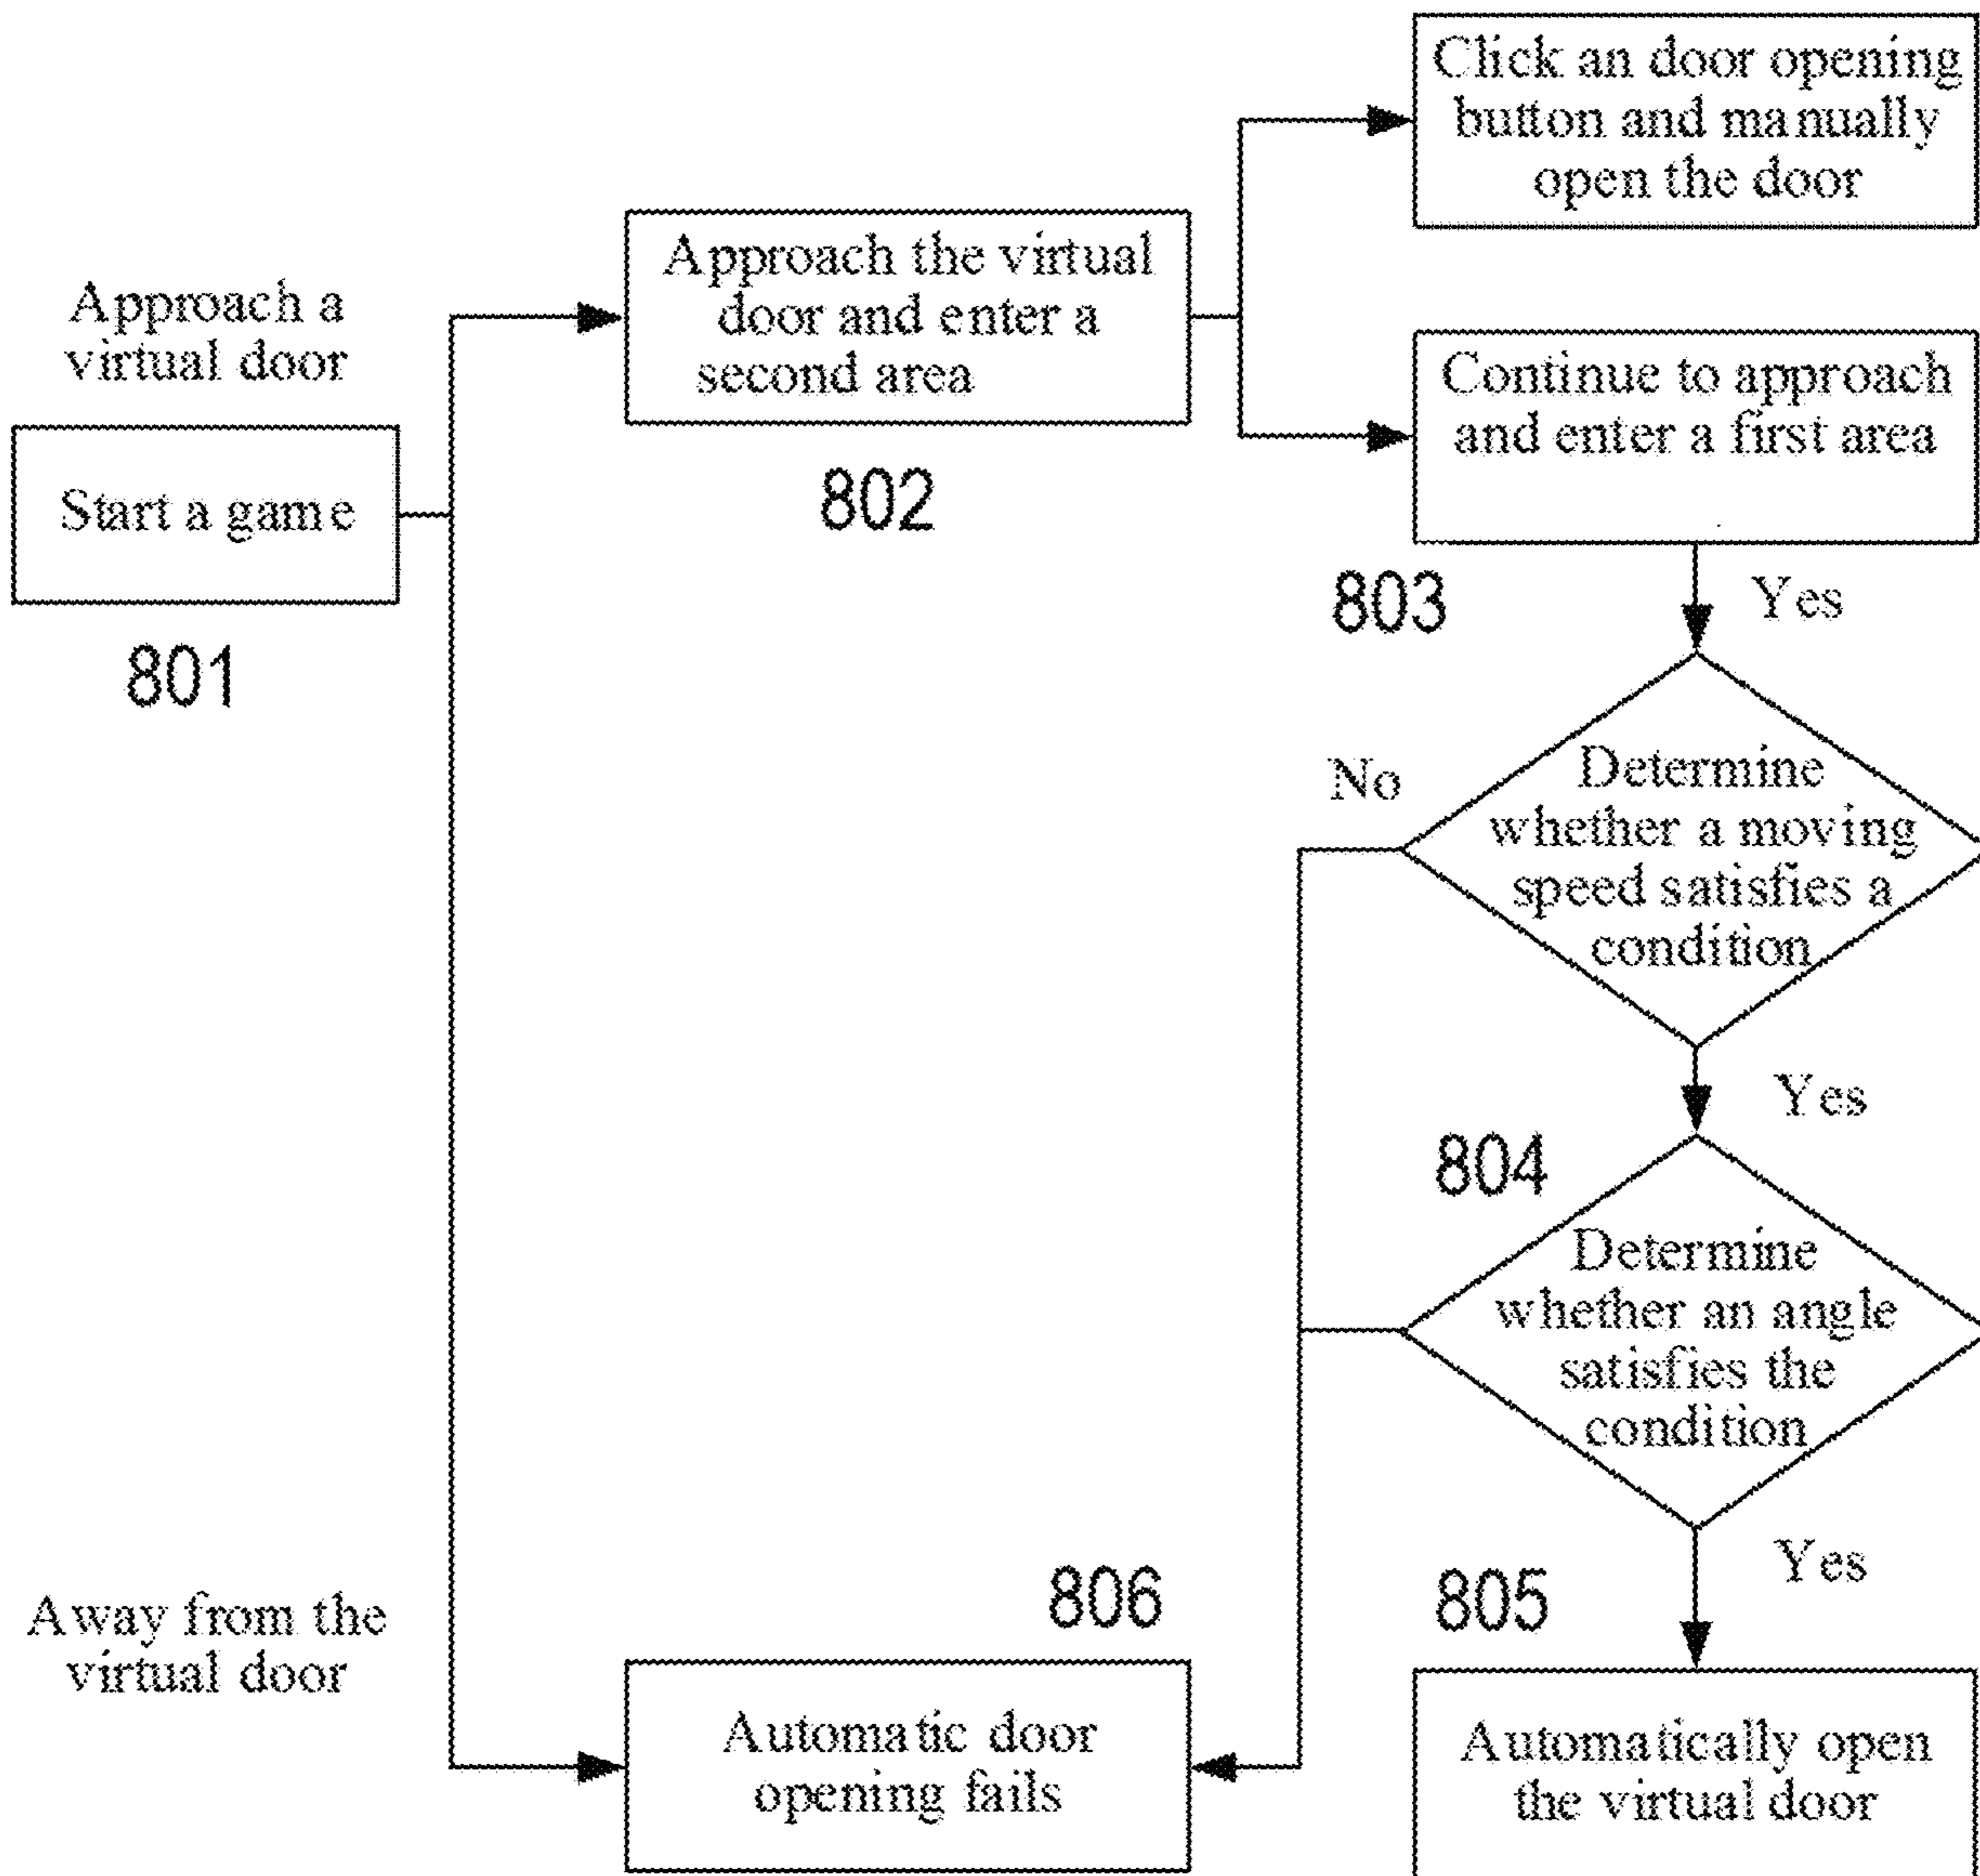 Click an door opening
button and manually
open the door
Approach a
virtual door
Approach the virtual
door and enter a
second area
802
Start a game
801
Continue to approach
and enter a first area
803
Yes
No
Determine
whether a moving
speed satisfies a
condition
Yes
804
Determine
whether an angle
satisfies the
condition
Yes
805
Away from the
virtual door
806
Automatic door
opening fails
Automatically open
the virtual door